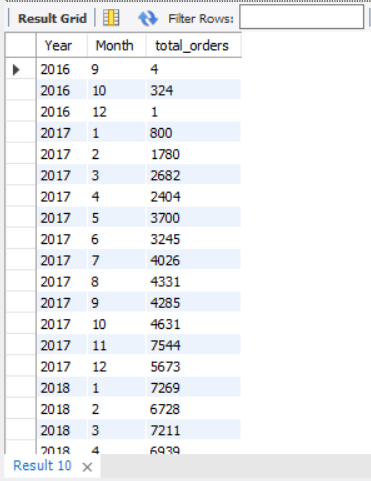 Result Grid Filter Rows:
Year Month total_orders
2016 9 4
2016 10 324
2016 12 1
2017 1 800
2017 2 1780
2017 3 2682
2017 4 2404
2017 5 3700
2017 6 3245
2017 7 4026
2017 8 4331
2017 9 4285
2017 10 4631
2017 11 7544
2017 12 5673
2018 1 7269
2018 2 6728
2018 3 7211
2018 4 6939
Result 10 ×